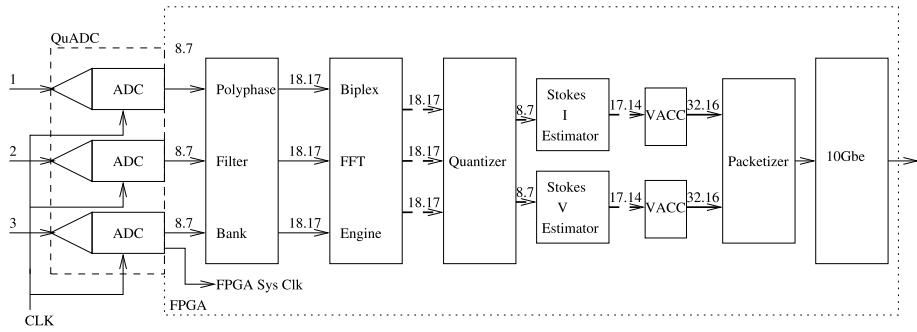 QuADC
8.7
1
ADC
Polyphase
18.17
Biplex
18.17
8.7
Stokes
I
Estimator
17.14
VACC
32.16
2
ADC
8.7
Filter
18.17
FFT
18.17
Quantizer
Packetizer
10Gbe
3
ADC
8.7
Bank
18.17
Engine
18.17
8.7
Stokes
V
Estimator
17.14
VACC
32.16
FPGA Sys Clk
FPGA
CLK